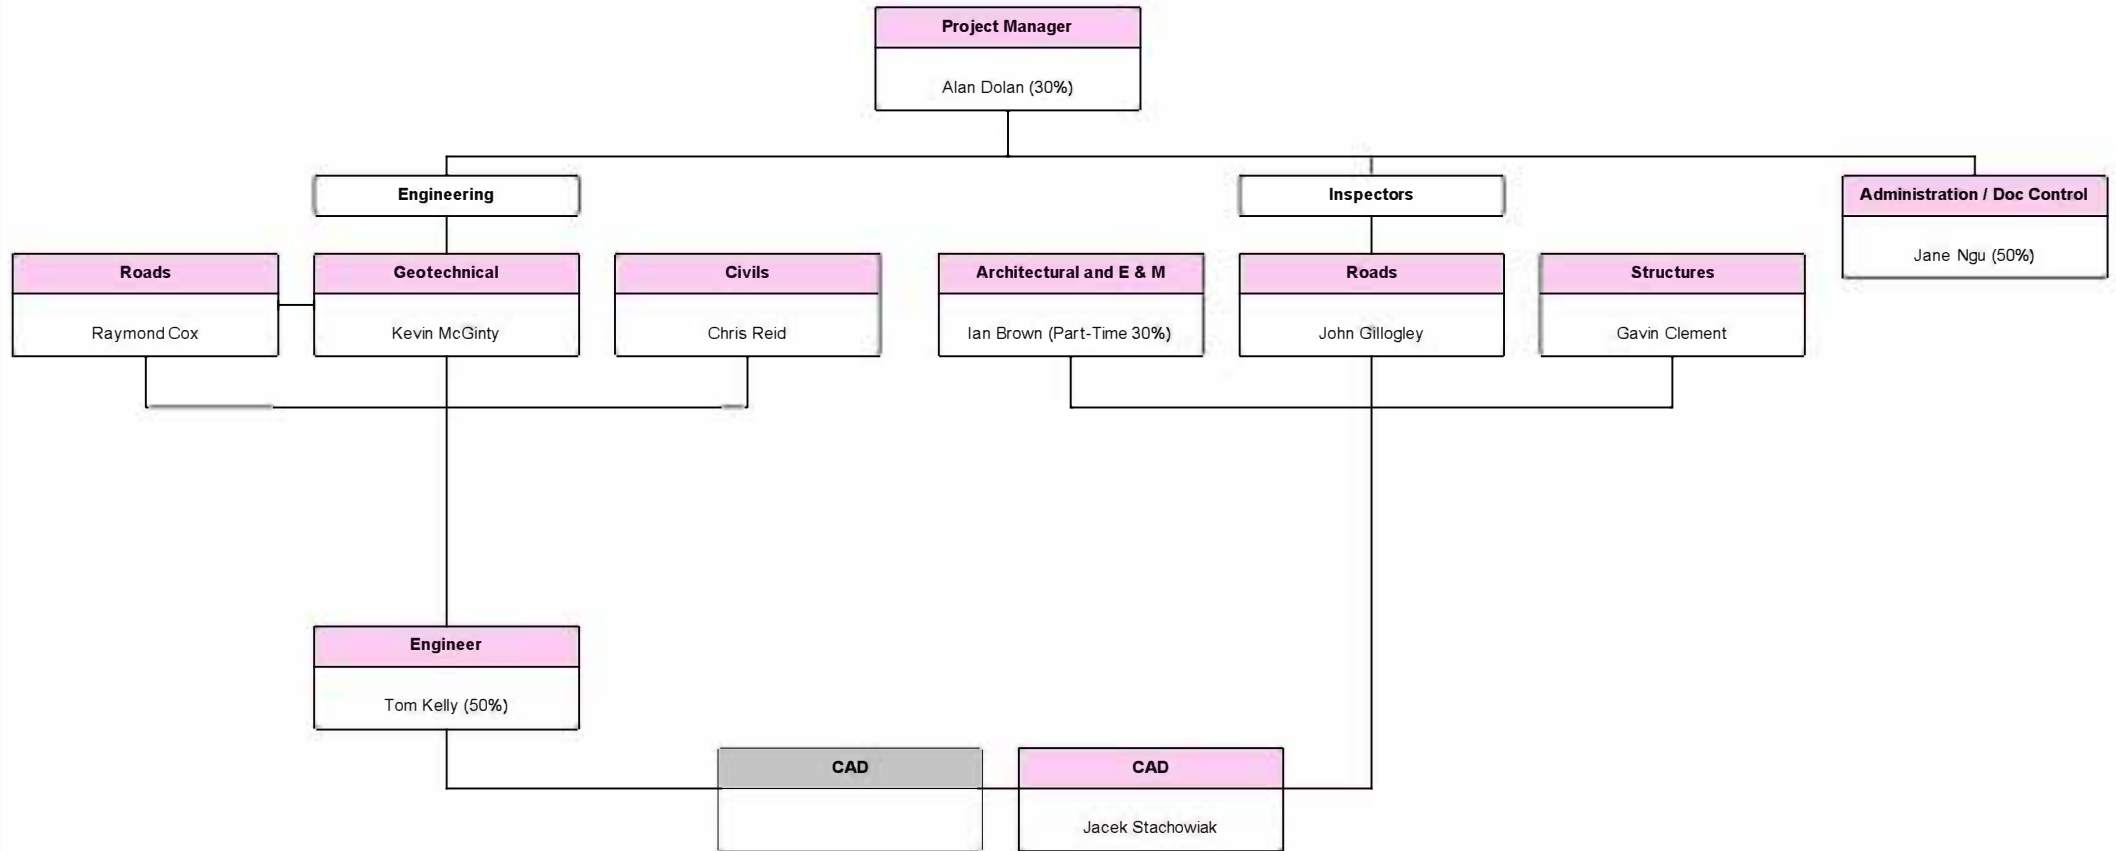 Project Manager
Alan Dolan (30%)
Engineering
Inspectors
Administration / Doc Control
Jane Ngu (50%)
Roads
Raymond Cox
Geotechnical
Kevin McGinty
Civils
Chris Reid
Architectural and E & M
Ian Brown (Part-Time 30%)
Roads
John Gillogley
Structures
Gavin Clement
Engineer
Tom Kelly (50%)
CAD
CAD
Jacek Stachowiak